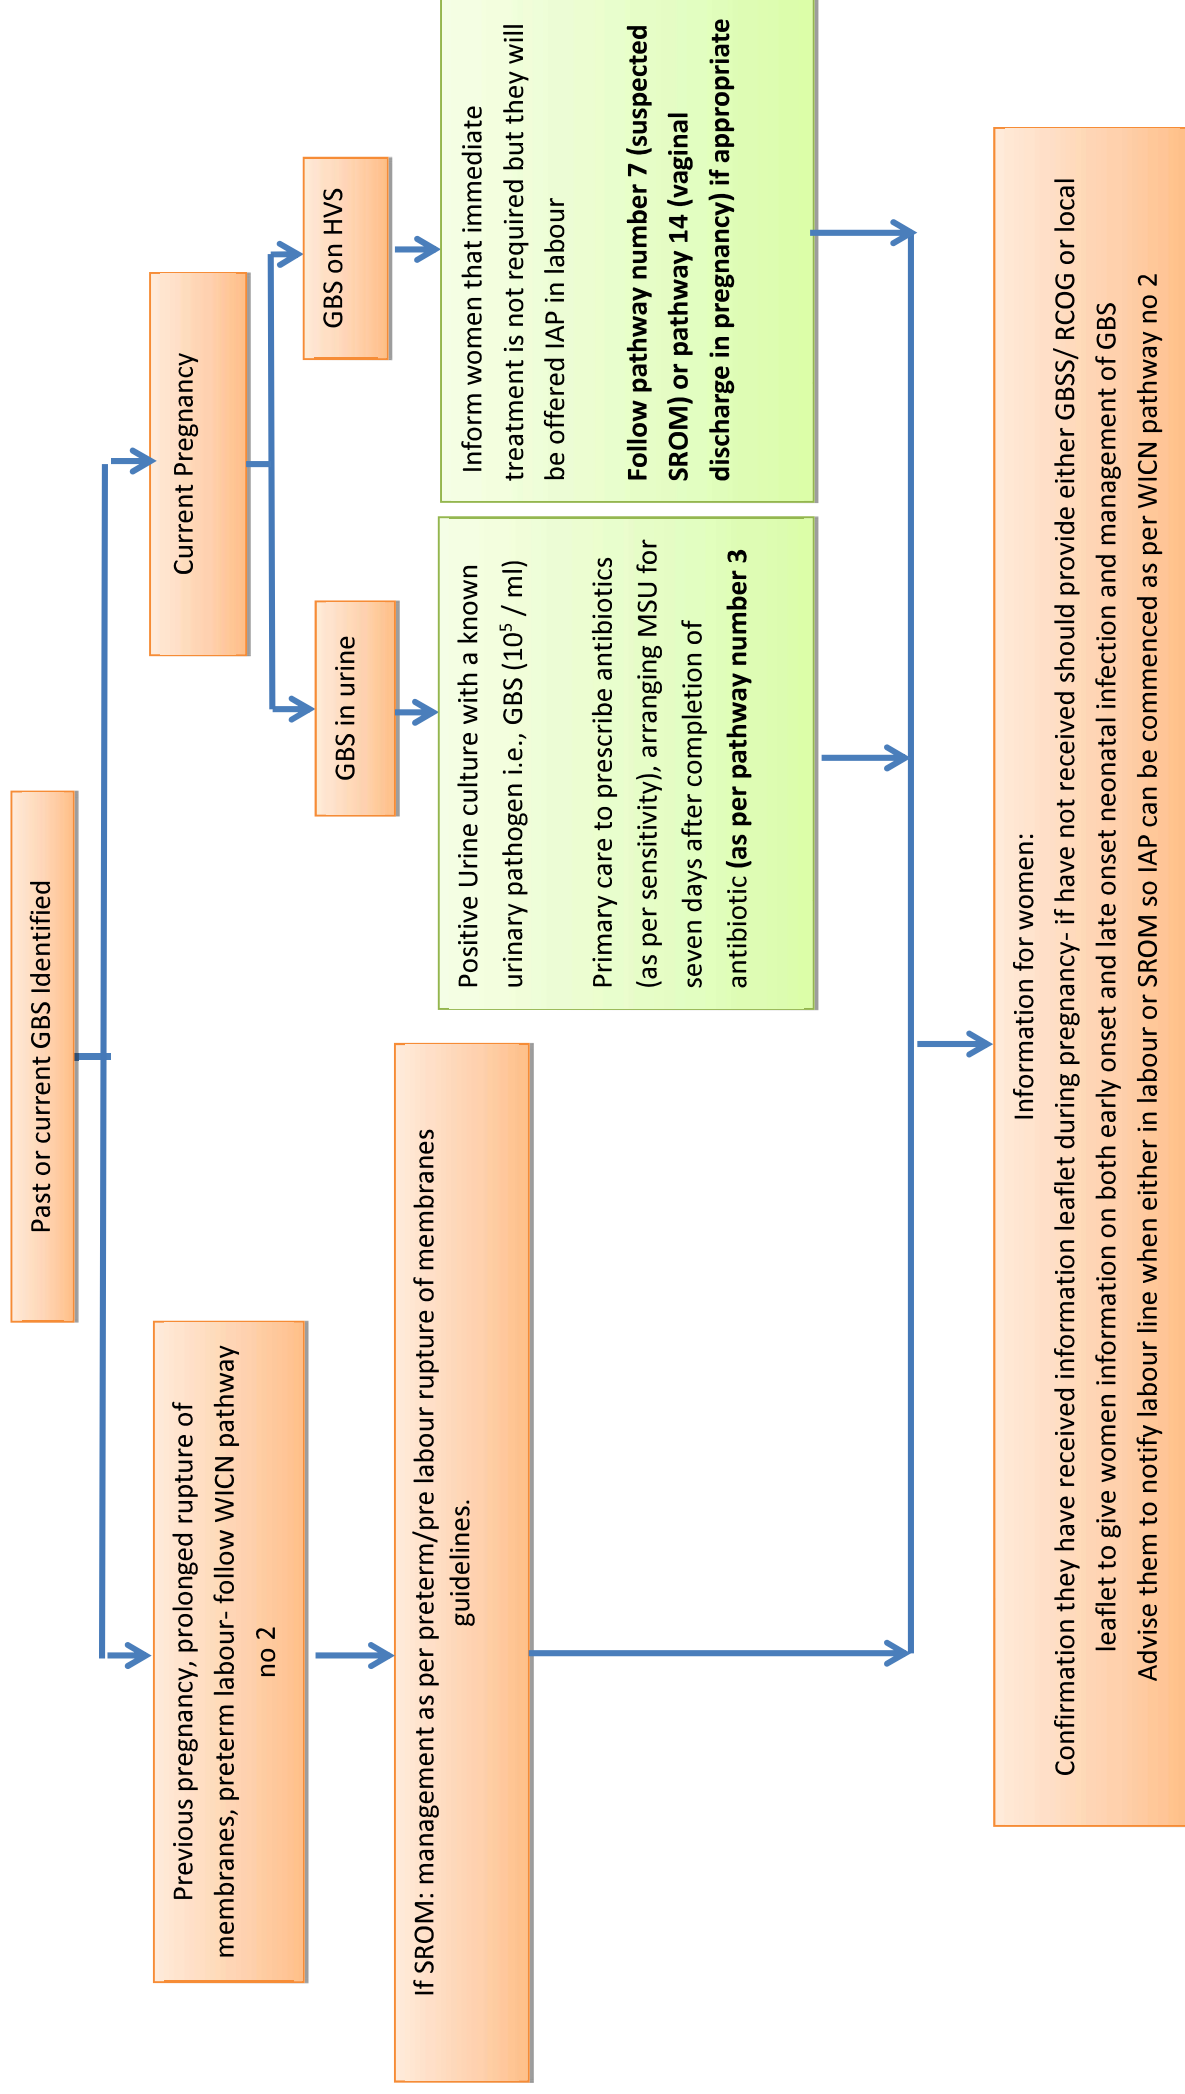 Past or current GBS Identified
Previous pregnancy, prolonged rupture of
membranes, preterm labour- follow WICN pathway
no 2
Current Pregnancy
If SROM: management as per preterm/pre labour rupture of membranes
guidelines.
GBS in urine
GBS on HVS
Positive Urine culture with a known
urinary pathogen i.e., GBS (10⁵ / ml)
Primary care to prescribe antibiotics
(as per sensitivity), arranging MSU for
seven days after completion of
antibiotic (as per pathway number 3
Inform women that immediate
treatment is not required but they will
be offered IAP in labour
Follow pathway number 7 (suspected
SROM) or pathway 14 (vaginal
discharge in pregnancy) if appropriate
Information for women:
Confirmation they have received information leaflet during pregnancy- if have not received should provide either GBSS/ RCOG or local
leaflet to give women information on both early onset and late onset neonatal infection and management of GBS
Advise them to notify labour line when either in labour or SROM so IAP can be commenced as per WICN pathway no 2